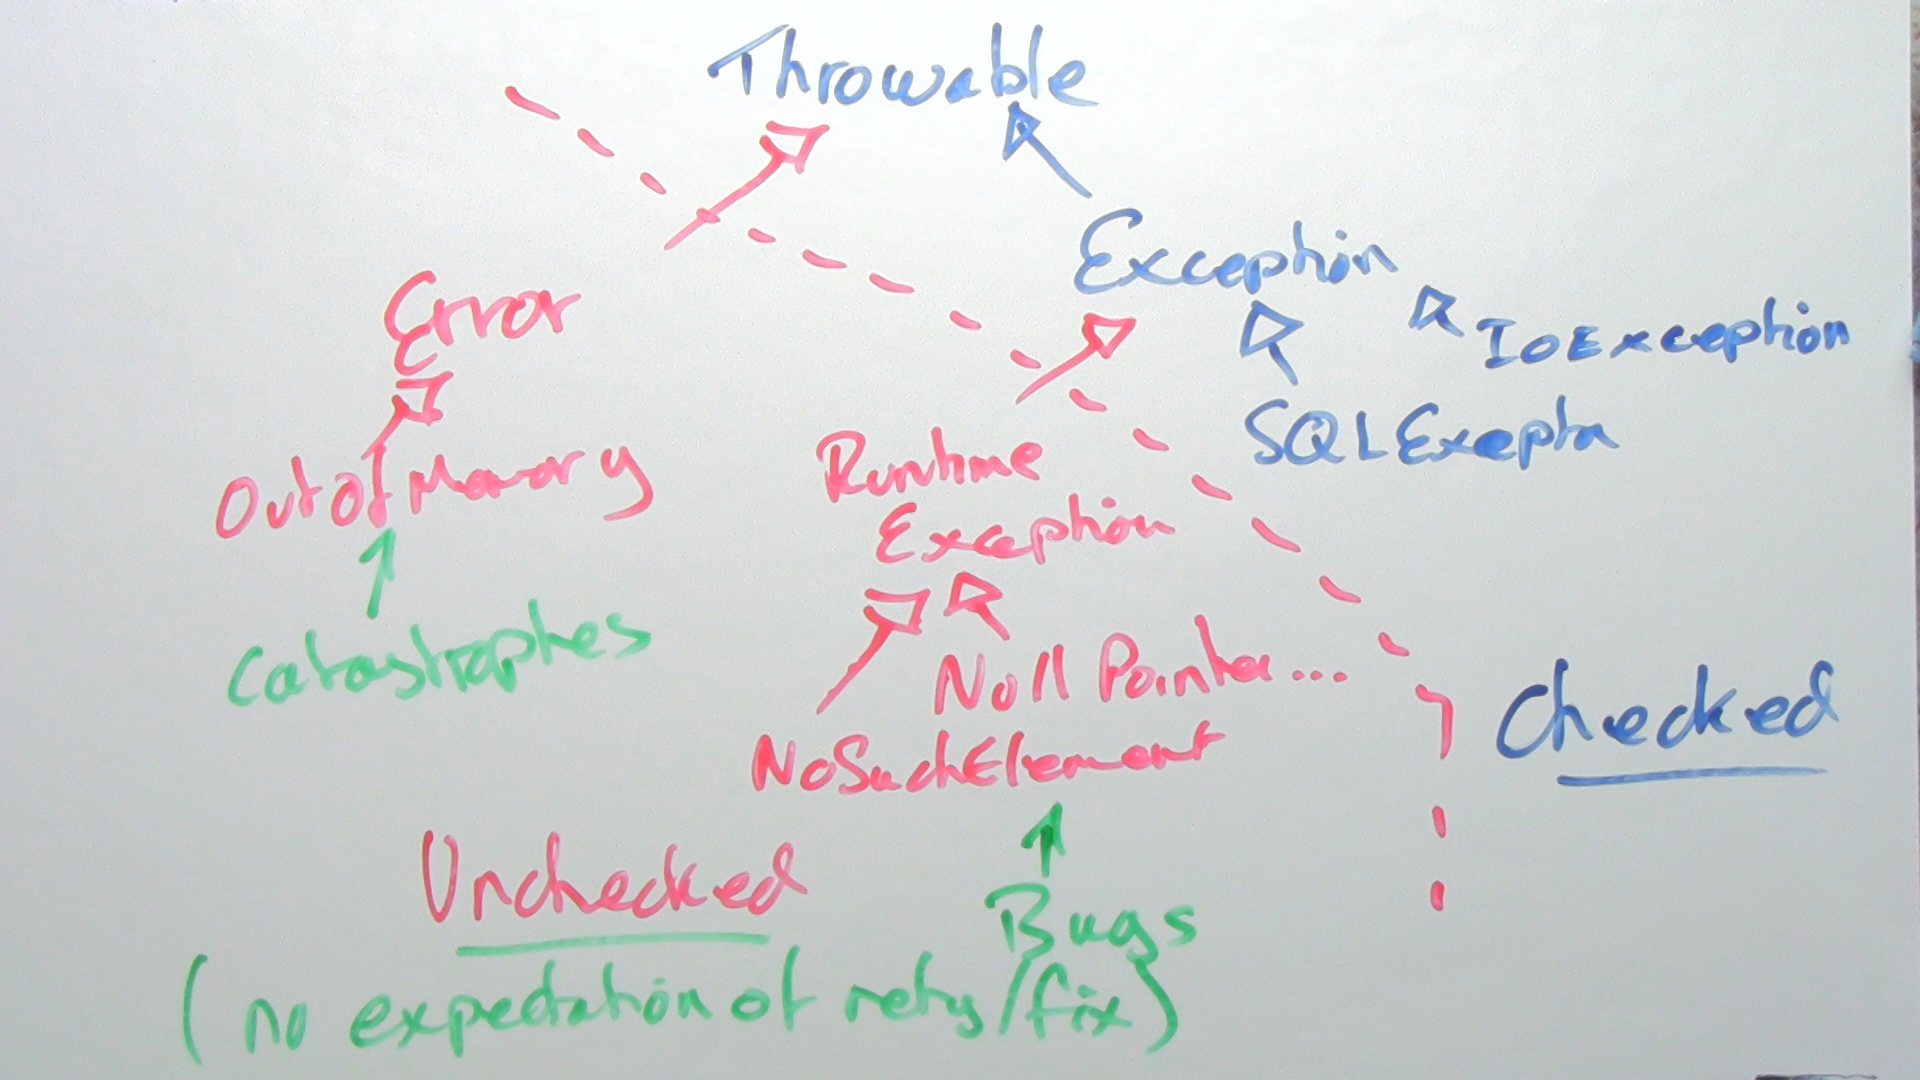 Throwable
Exception
Error
IOException
SQLExeptn
OutOfMemory
Runtime
Exception
Catastrophes
Null Pointer...
NoSuchElement
Checked
Unchecked
Bugs
(no expectation of retry/fix)